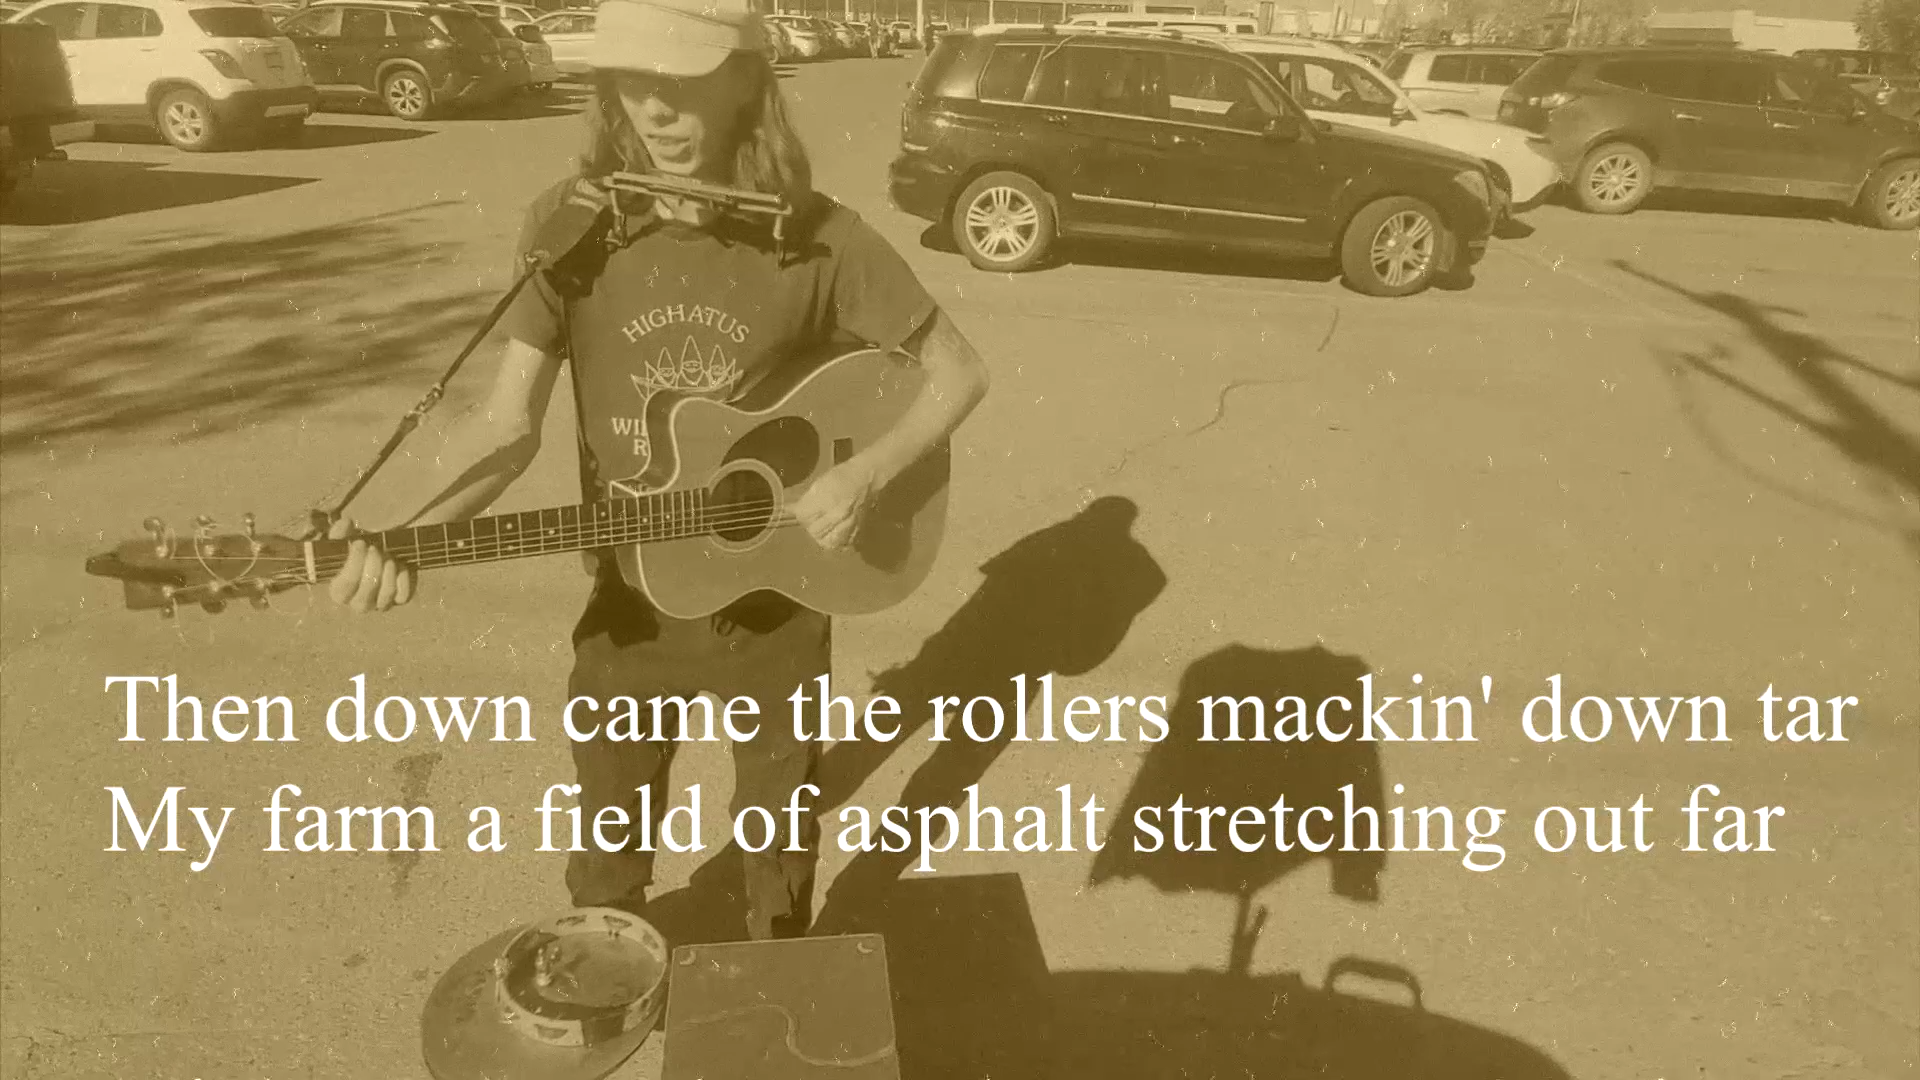 HIGHATUS
Then down came the rollers mackin' down tar
My farm a field of asphalt stretching out far